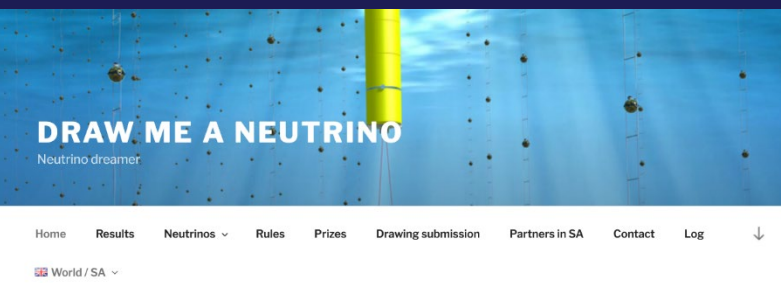 DRAW ME A NEUTRINO
Neutrino dreamer
Home Results Neutrinos Rules Prizes Drawing submission Partners in SA Contact Log
World / SA